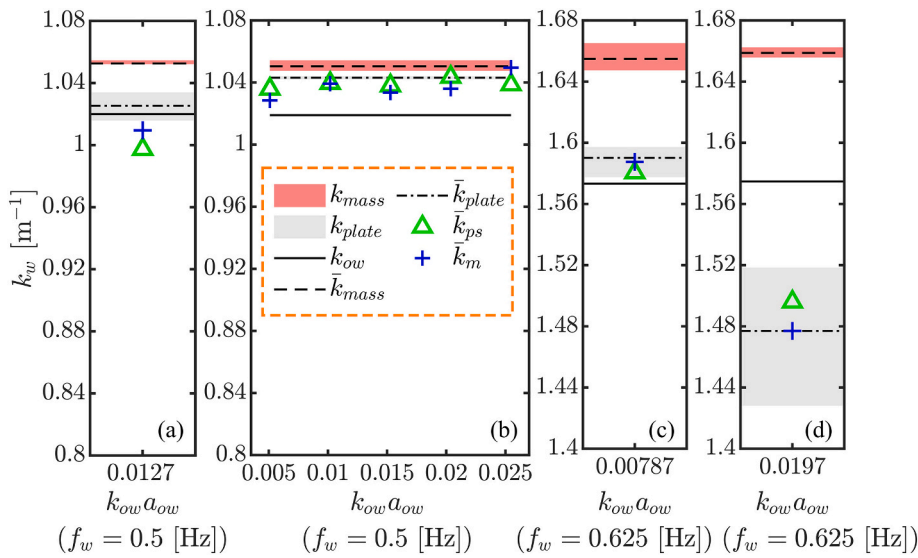 k_w [m⁻¹]
1.08
1.04
1
0.96
0.92
0.88
0.84
0.8
(a)
0.0127
k_{ow}a_{ow}
(f_w = 0.5 [Hz])
1.08
1.04
1
0.96
0.92
0.88
0.84
0.8
k_{mass}
k_{plate}
k_{ow}
k̄_{mass}
k̄_{plate}
k̄_{ps}
k̄_m
(b)
0.005 0.01 0.015 0.02 0.025
k_{ow}a_{ow}
(f_w = 0.5 [Hz])
1.68
1.64
1.6
1.56
1.52
1.48
1.44
1.4
(c)
0.00787
k_{ow}a_{ow}
(f_w = 0.625 [Hz])
1.68
1.64
1.6
1.56
1.52
1.48
1.44
1.4
(d)
0.0197
k_{ow}a_{ow}
(f_w = 0.625 [Hz])